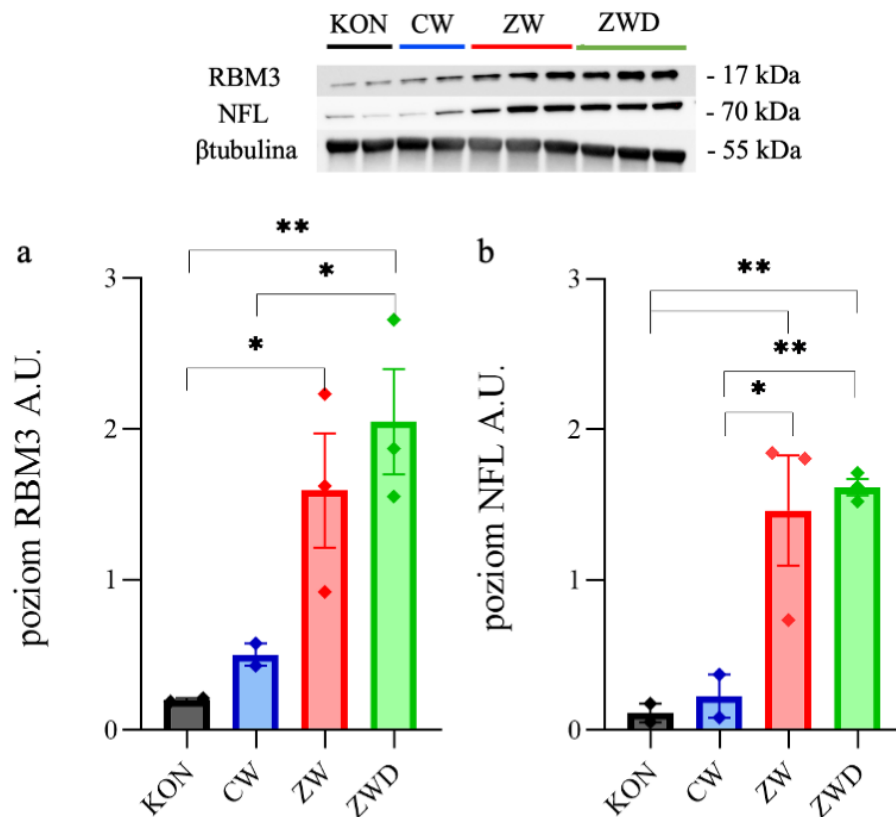 KON CW ZW ZWD
RBM3 - 17 kDa
NFL - 70 kDa
βtubulina - 55 kDa
a
**
*
*
3
2
1
0
poziom RBM3 A.U.
KON CW ZW ZWD
b
**
**
*
3
2
1
0
poziom NFL A.U.
KON CW ZW ZWD